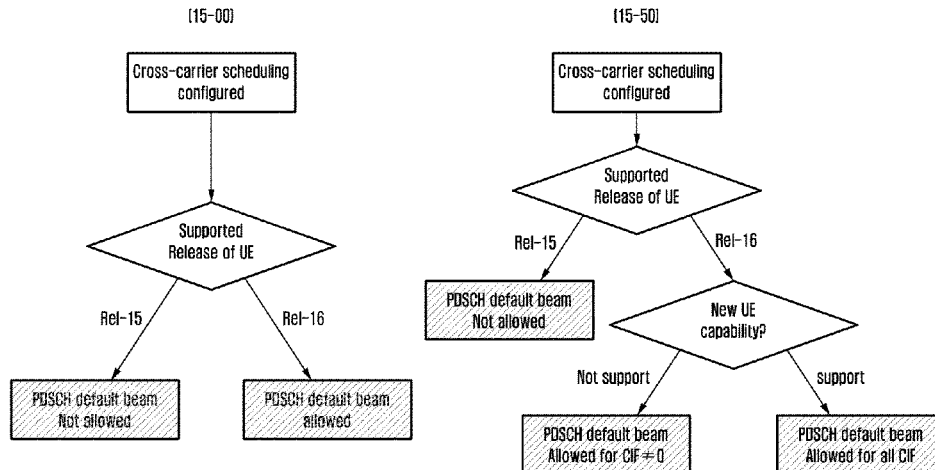 [15-00]
Cross-carrier scheduling
configured
Supported
Release of UE
Rel-15
Rel-16
PDSCH default beam
Not allowed
PDSCH default beam
allowed
[15-50]
Cross-carrier scheduling
configured
Supported
Release of UE
Rel-15
Rel-16
PDSCH default beam
Not allowed
New UE
capability?
Not support
support
PDSCH default beam
Allowed for CIF=0
PDSCH default beam
Allowed for all CIF